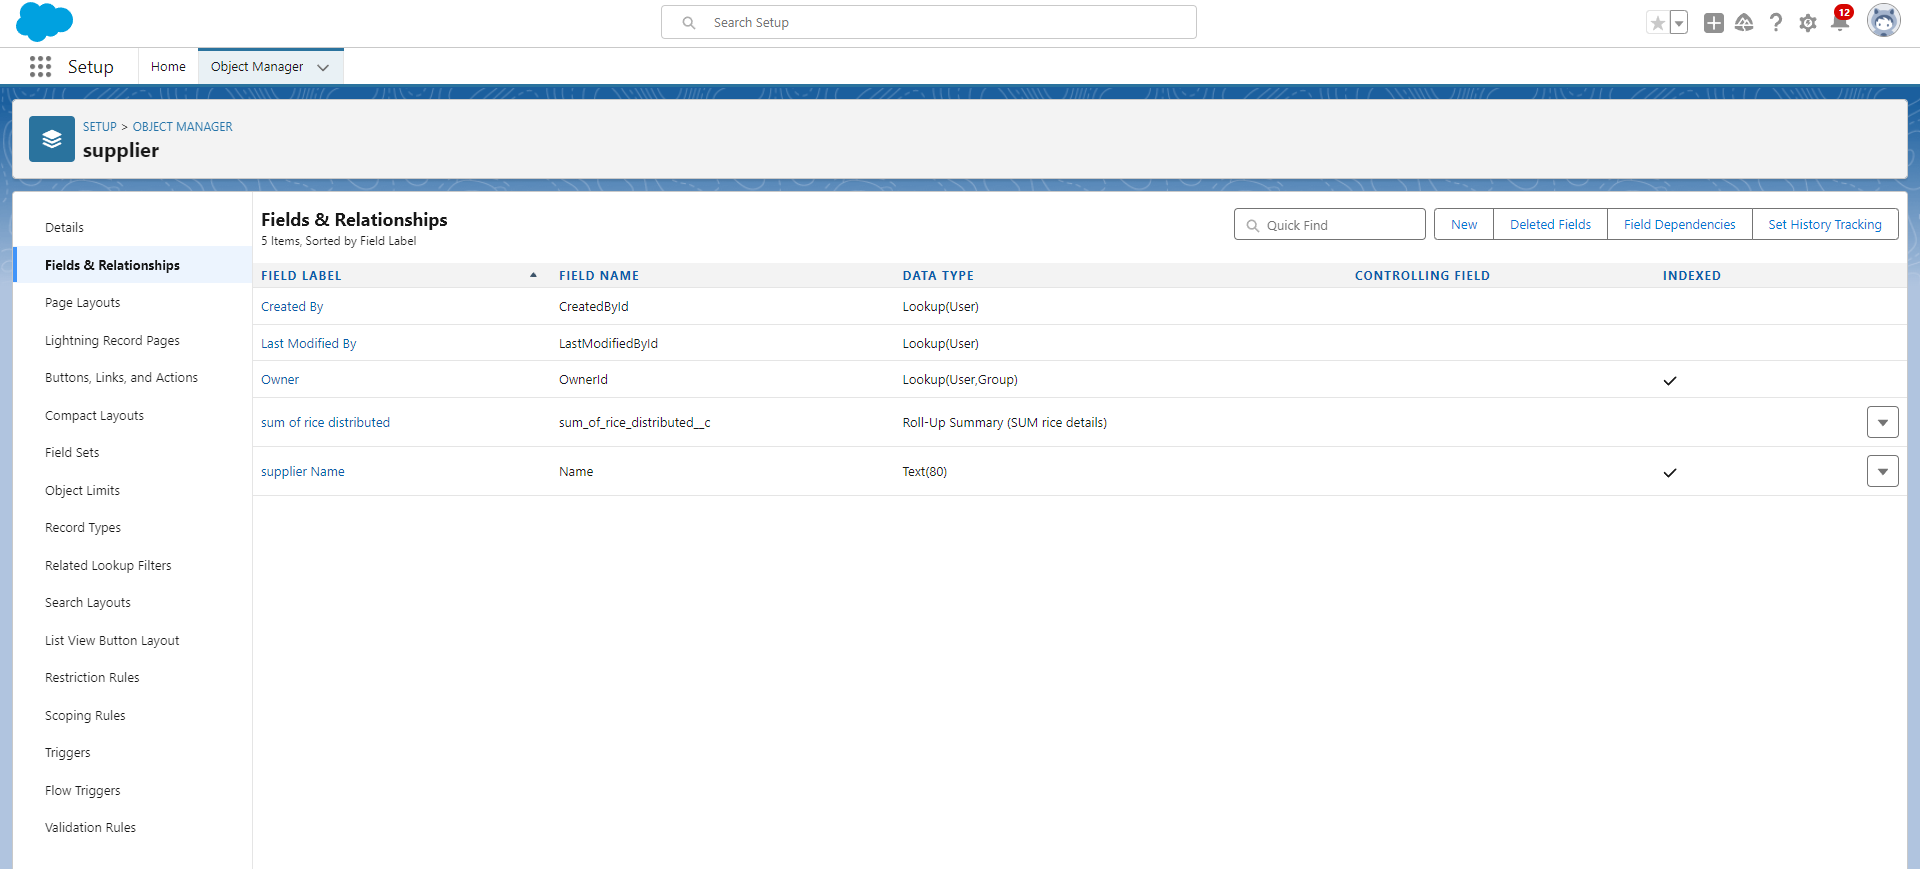 Search Setup
12
Setup
Home
Object Manager
SETUP > OBJECT MANAGER
supplier
Details
Fields & Relationships
Page Layouts
Lightning Record Pages
Buttons, Links, and Actions
Compact Layouts
Field Sets
Object Limits
Record Types
Related Lookup Filters
Search Layouts
List View Button Layout
Restriction Rules
Scoping Rules
Triggers
Flow Triggers
Validation Rules
Fields & Relationships
5 Items, Sorted by Field Label
Quick Find
New
Deleted Fields
Field Dependencies
Set History Tracking
FIELD LABEL FIELD NAME DATA TYPE CONTROLLING FIELD INDEXED
Created By CreatedById Lookup(User)
Last Modified By LastModifiedById Lookup(User)
Owner OwnerId Lookup(User,Group)
sum of rice distributed sum_of_rice_distributed__c Roll-Up Summary (SUM rice details)
supplier Name Name Text(80)